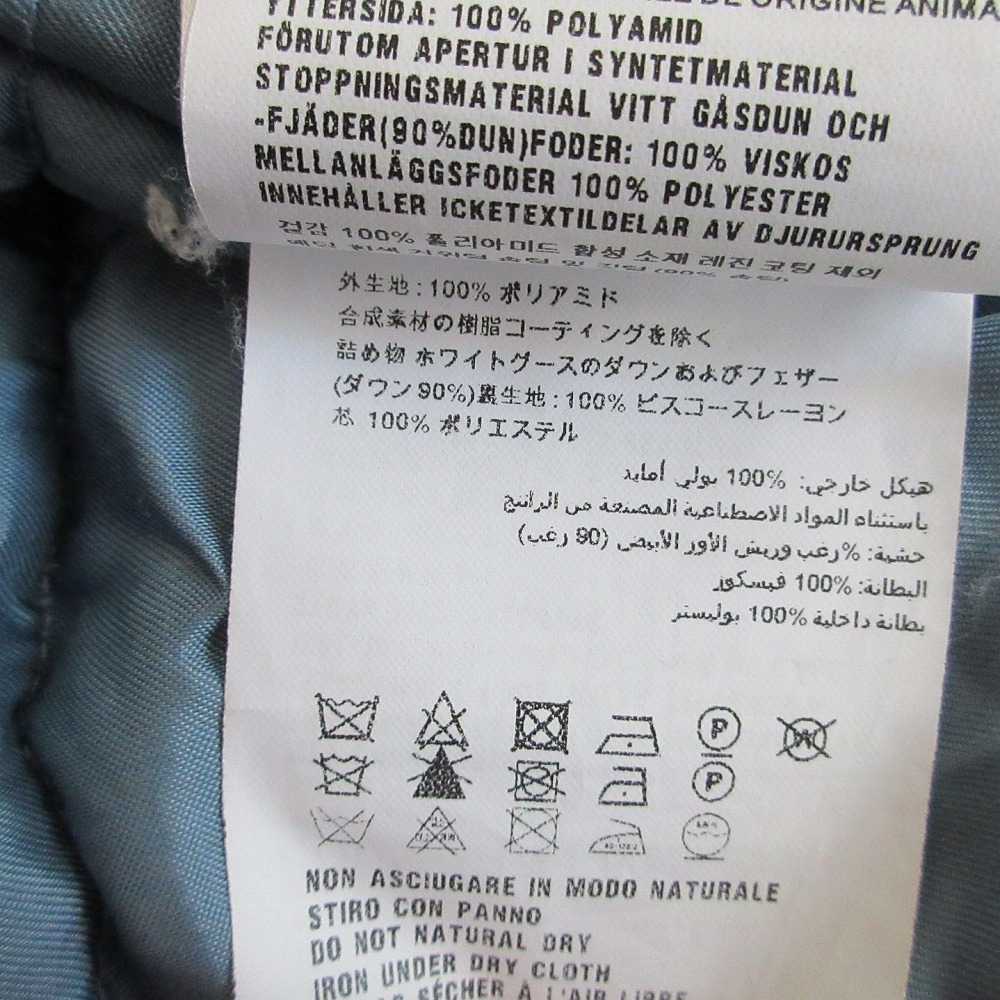 DE ORIGINE ANIMA
YTTERSIDA: 100% POLYAMID
FÖRUTOM APERTUR I SYNTETMATERIAL
STOPPNINGSMATERIAL VITT GÅSDUN OCH
-FJÄDER(90%DUN)FODER: 100% VISKOS
MELLANLÄGGSFODER 100% POLYESTER
INNEHÅLLER ICKETEXTILDELAR AV DJURURSPRUNG
겉감 100% 폴리아미드 합성 소재 레진 코팅 제외
外生地:100% ポリアミド
合成素材の樹脂コーティングを除く
詰め物 ホワイトグースのダウンおよびフェザー
(ダウン90%)裏生地:100% ビスコースレーヨン
芯 100% ポリエステル
هيكل خارجي: 100% بولي أمايد
باستثناء المواد الاصطناعية المصنعة من الراتنج
حشية: %رغب وريش الأوز الأبيض (90 رغب)
البطانة: 100% فيسكوز
بطانة داخلية 100% بوليستر
P W
P
NON ASCIUGARE IN MODO NATURALE
STIRO CON PANNO
DO NOT NATURAL DRY
IRON UNDER DRY CLOTH
SÉCHER À L'AIR LIBRE